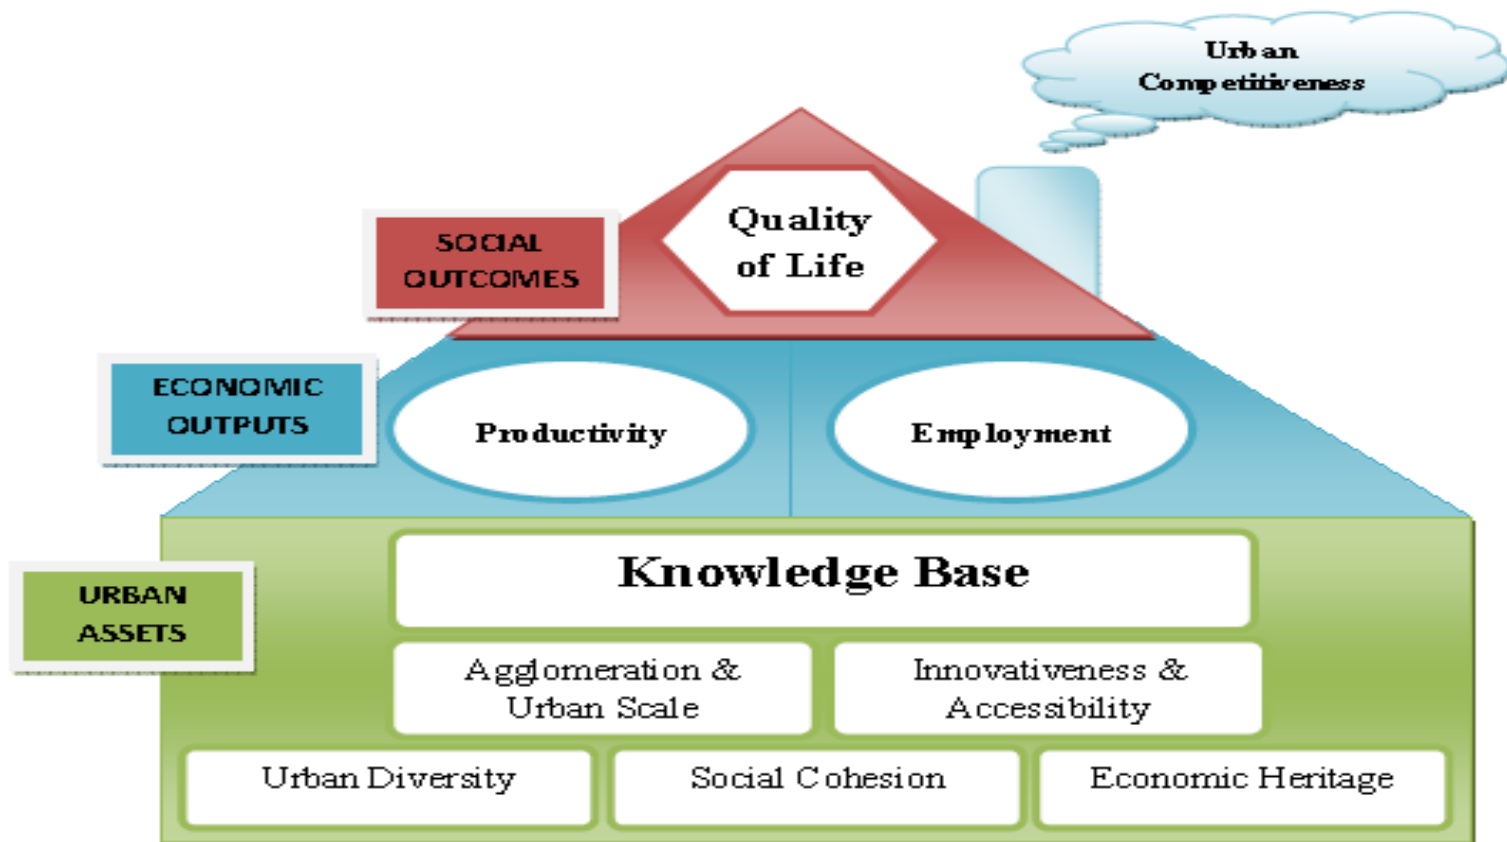 Urban
Competitiveness
Quality
of Life
SOCIAL
OUTCOMES
ECONOMIC
OUTPUTS
Productivity
Employment
Knowledge Base
URBAN
ASSETS
Agglomeration &
Urban Scale
Innovativeness &
Accessibility
Urban Diversity
Social Cohesion
Economic Heritage